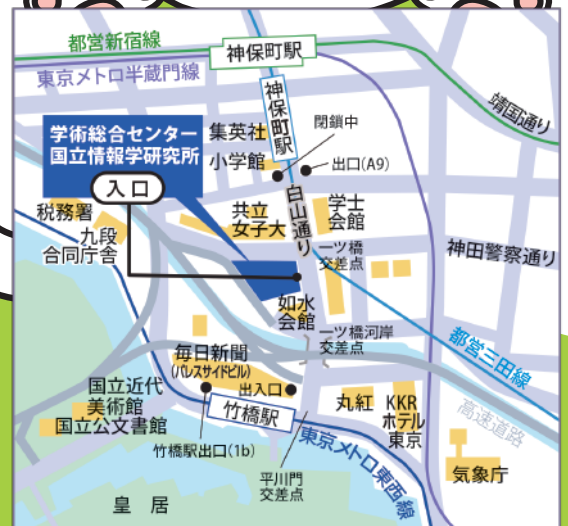 都営新宿線
神保町駅
東京メトロ半蔵門線
靖国通り
神保町駅
学術総合センター
国立情報学研究所
入口
集英社
小学館
閉鎖中
出口(A9)
白山通り
税務署
九段
合同庁舎
共立
女子大
学士
会館
一ツ橋
交差点
神田警察通り
如水
会館
一ツ橋河岸
交差点
都営三田線
毎日新聞
(パレスサイドビル)
出入口
国立近代
美術館
国立公文書館
竹橋駅
丸紅
KKR
ホテル
東京
高速道路
竹橋駅出口(1b)
東京メトロ東西線
平川門
交差点
気象庁
皇居